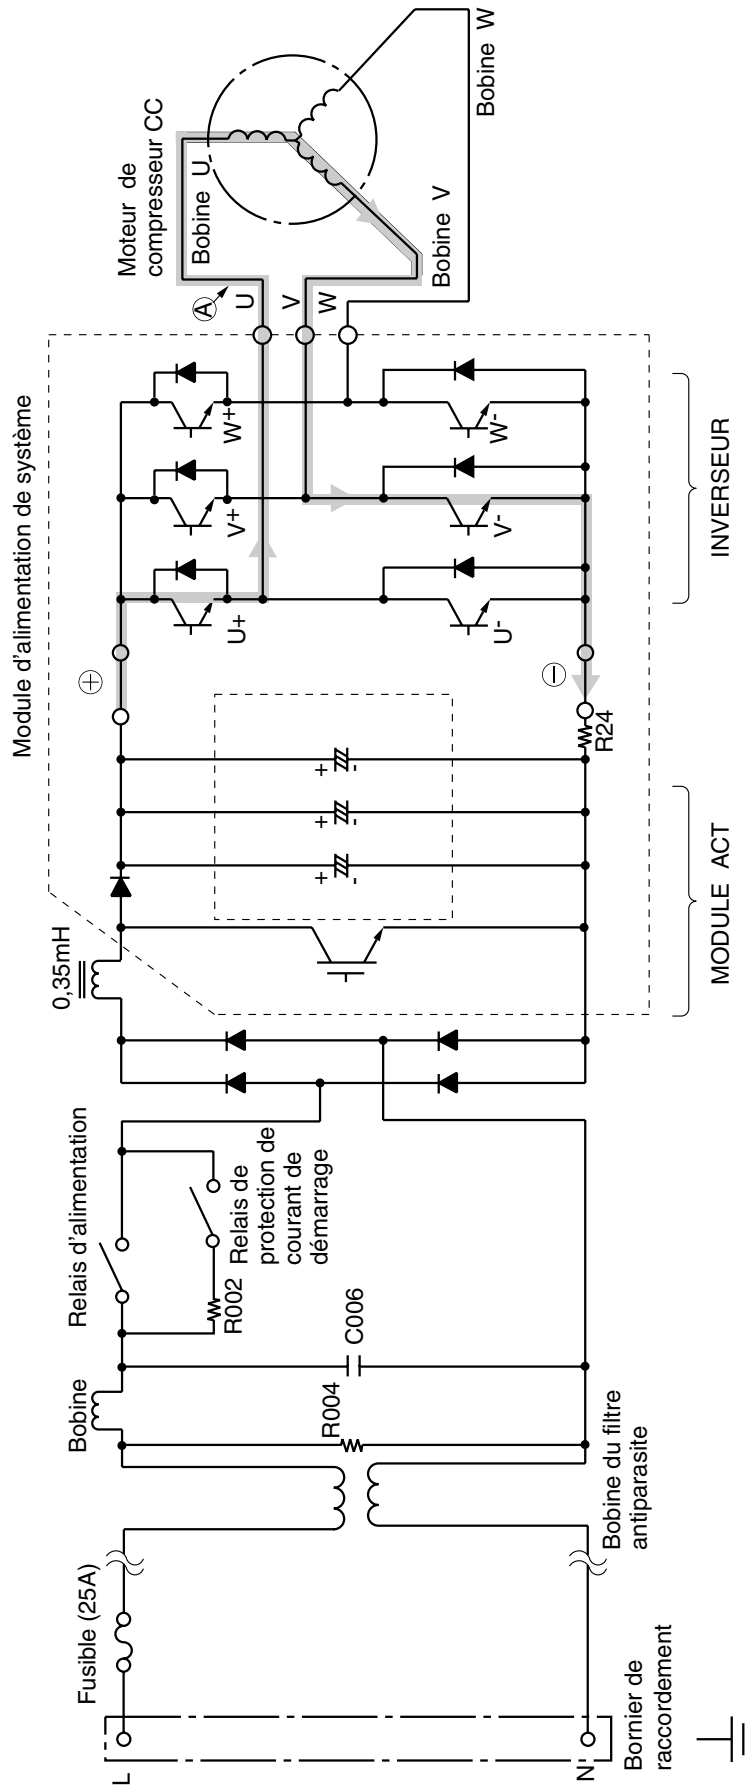 L
N
Bornier de
raccordement
Fusible (25A)
Bobine du filtre
antiparasite
Bobine
R004
C006
Relais d'alimentation
R002
Relais de
protection de
courant de
démarrage
0,35mH
MODULE ACT
Module d'alimentation de système
+
-
+
-
+
-
R24
+
−
U+
V+
W+
U-
V-
W-
INVERSEUR
A
U
V
W
Moteur de
compresseur CC
Bobine U
Bobine V
Bobine W